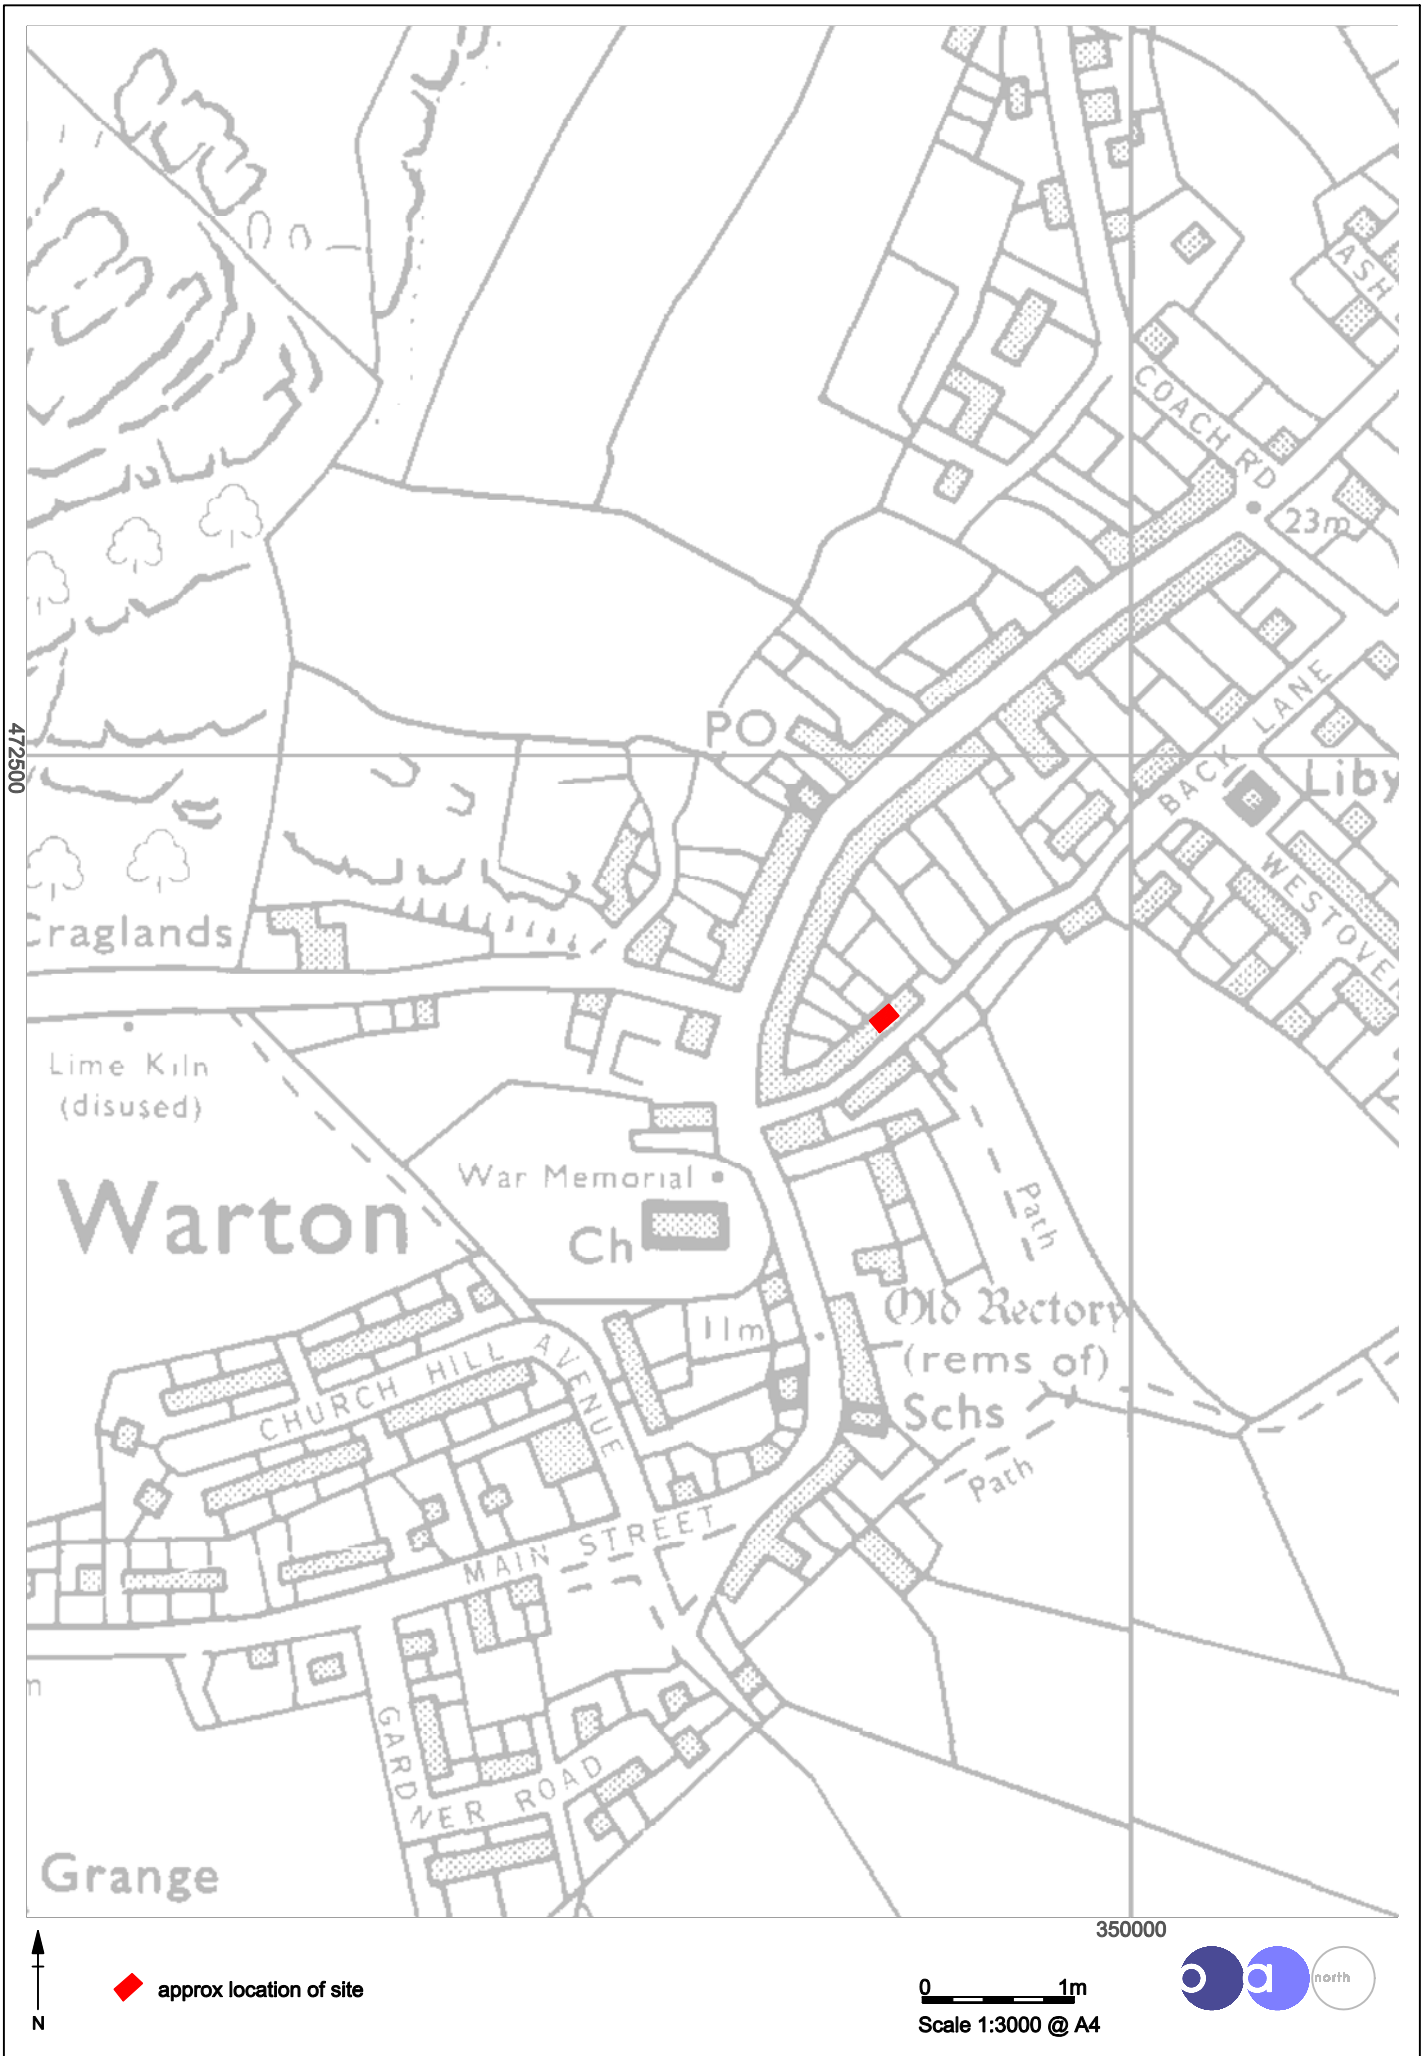 ASH
COACH RD
23m
BACK LANE
PO
Liby
472500
WESTOVER
Craglands
Lime Kiln
(disused)
War Memorial
Warton
Ch
Path
Old Rectory
(rems of)
11m
Schs
CHURCH HILL AVENUE
Path
MAIN STREET
m
GARDNER ROAD
Grange
350000
N
approx location of site
0 1m
Scale 1:3000 @ A4
oa north